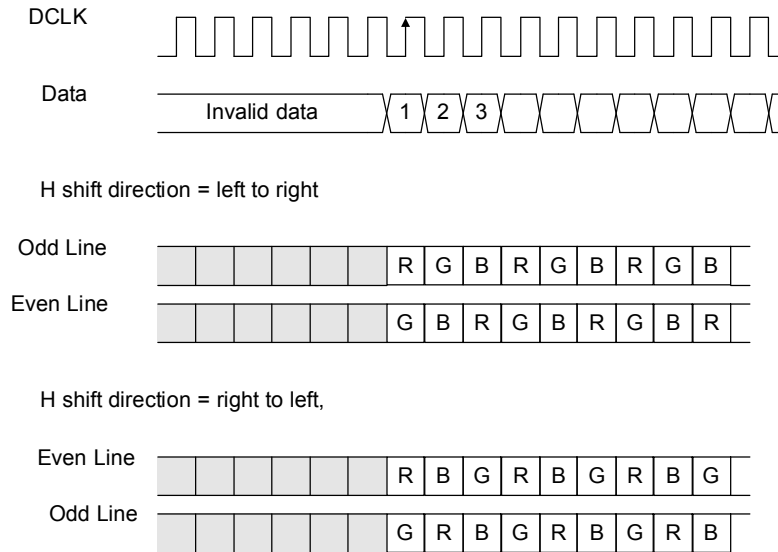 DCLK
Data Invalid data 1 2 3
H shift direction = left to right
Odd Line R G B R G B R G B
Even Line G B R G B R G B R
H shift direction = right to left,
Even Line R B G R B G R B G
Odd Line G R B G R B G R B